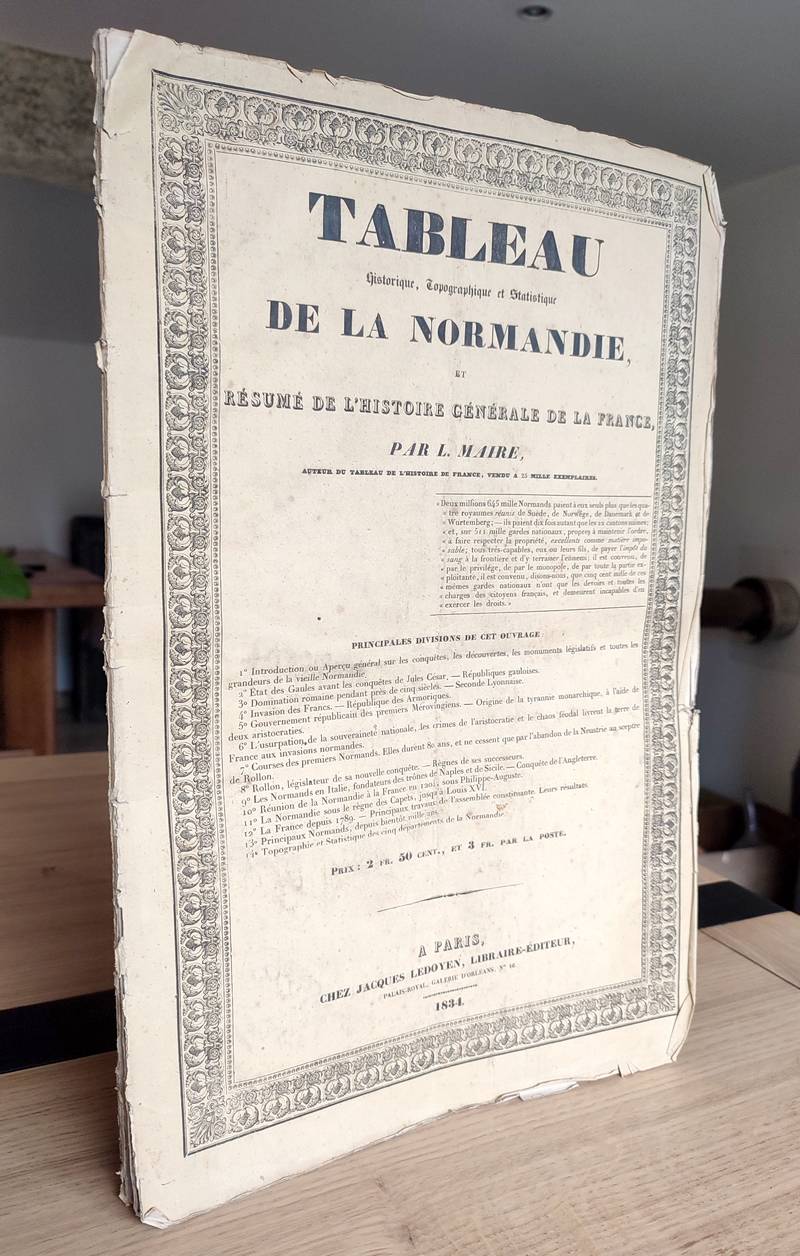 TABLEAU
Historique, Topographique et Statistique
DE LA NORMANDIE,
ET
RÉSUMÉ DE L'HISTOIRE GÉNÉRALE DE LA FRANCE,
PAR L. MAIRE,
AUTEUR DU TABLEAU DE L'HISTOIRE DE FRANCE, VENDU A 25 MILLE EXEMPLAIRES.
« Deux millions 645 mille Normands paient à eux seuls plus que les qua-
« tre royaumes réunis de Suède, de Norwège, de Danemark et de
« Wurtemberg; — ils paient dix fois autant que les 22 cantons suisses;
« et, sur 511 mille gardes nationaux, propres à maintenir l'ordre,
« à faire respecter la propriété, excellents comme matière impo-
« sable; tous très-capables, eux ou leurs fils, de payer l'impôt du
« sang à la frontière et d'y terrasser l'ennemi; il est convenu, de
« par le privilége, de par le monopole, de par toute la partie ex-
« ploitante, il est convenu, disons-nous, que cinq cent mille de ces
« mêmes gardes nationaux n'ont que les devoirs et toutes les
« charges des citoyens français, et demeurent incapables d'en
« exercer les droits. »
PRINCIPALES DIVISIONS DE CET OUVRAGE:
1° Introduction ou Aperçu général sur les conquêtes, les découvertes, les monuments législatifs et toutes les
grandeurs de la vieille Normandie.
2° État des Gaules avant les conquêtes de Jules César. — Républiques gauloises.
3° Domination romaine pendant près de cinq siècles. — Seconde Lyonnaise.
4° Invasion des Francs. — République des Armoriques.
5° Gouvernement républicain des premiers Mérovingiens. — Origine de la tyrannie monarchique, à l'aide de
deux aristocraties.
6° L'usurpation de la souveraineté nationale, les crimes de l'aristocratie et le chaos féodal livrent la terre de
France aux invasions normandes.
7° Courses des premiers Normands. Elles durent 80 ans, et ne cessent que par l'abandon de la Neustrie au sceptre
de Rollon.
8° Rollon, législateur de sa nouvelle conquête. — Règnes de ses successeurs.
9° Les Normands en Italie, fondateurs des trônes de Naples et de Sicile. — Conquête de l'Angleterre.
10° Réunion de la Normandie à la France en 1204, sous Philippe-Auguste.
11° La Normandie sous le règne des Capets, jusqu'à Louis XVI.
12° La France depuis 1789. — Principaux travaux de l'assemblée constituante. Leurs résultats.
13° Principaux Normands, depuis bientôt mille ans.
14° Topographie et Statistique des cinq départements de la Normandie.
PRIX: 2 FR. 50 CENT., ET 3 FR. PAR LA POSTE.
A PARIS,
CHEZ JACQUES LEDOYEN, LIBRAIRE-ÉDITEUR,
PALAIS-ROYAL, GALERIE D'ORLÉANS, N° 16.
1834.